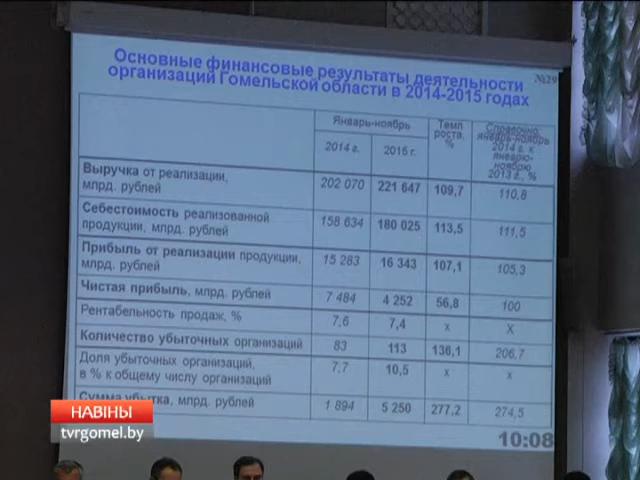 Основные финансовые результаты деятельности
организаций Гомельской области в 2014-2015 годах
№29
Январь-ноябрь
2014 г.
2015 г.
Темп
роста,
%
Справочно:
январь-ноябрь
2014 г. к
январю-
ноябрю
2013 г., %
Выручка от реализации,
млрд. рублей
202 070
221 647
109,7
110,8
Себестоимость реализованной
продукции, млрд. рублей
158 634
180 025
113,5
111,5
Прибыль от реализации продукции,
млрд. рублей
15 283
16 343
107,1
105,3
Чистая прибыль, млрд. рублей
7 484
4 252
56,8
100
Рентабельность продаж, %
7,6
7,4
х
х
Количество убыточных организаций
83
113
136,1
206,7
Доля убыточных организаций,
в % к общему числу организаций
7,7
10,5
х
х
Сумма убытка, млрд. рублей
1 894
5 250
277,2
274,5
НАВІНЫ
tvrgomel.by
10:08